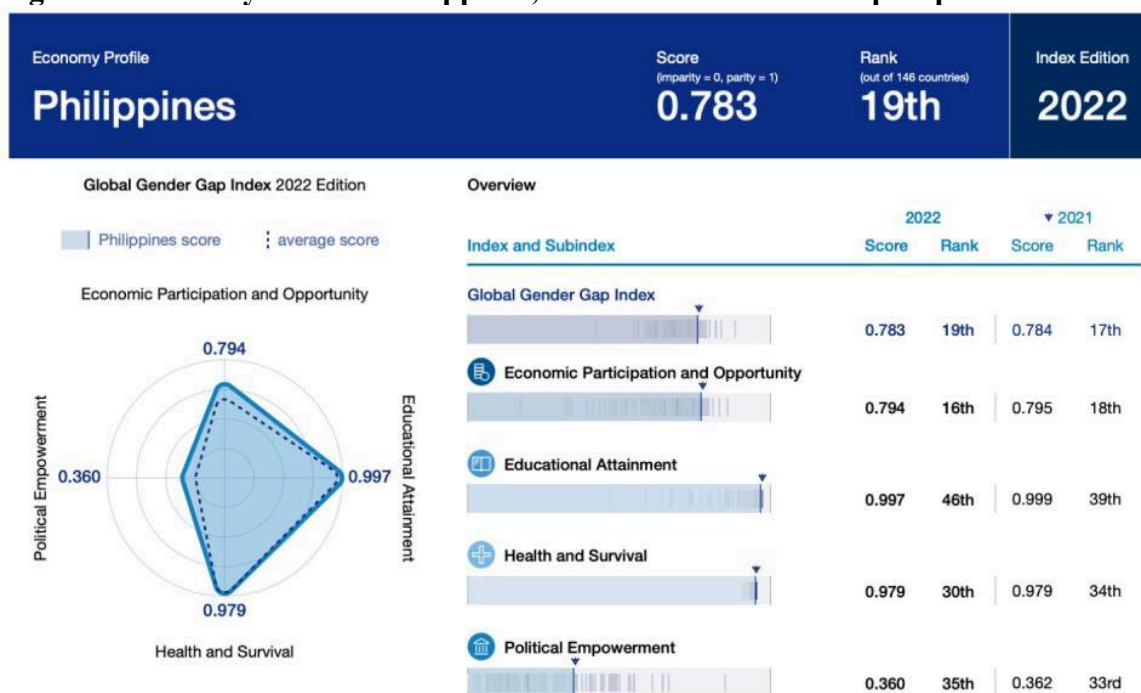 Economy Profile
Philippines
Score
(imparity = 0, parity = 1)
0.783
Rank
(out of 146 countries)
19th
Index Edition
2022
Global Gender Gap Index 2022 Edition
Philippines score
average score
Economic Participation and Opportunity
0.794
Political Empowerment
0.360
0.997
Educational Attainment
0.979
Health and Survival
Overview
2022 2021
Index and Subindex Score Rank Score Rank
Global Gender Gap Index
0.783 19th 0.784 17th
Economic Participation and Opportunity
0.794 16th 0.795 18th
Educational Attainment
0.997 46th 0.999 39th
Health and Survival
0.979 30th 0.979 34th
Political Empowerment
0.360 35th 0.362 33rd